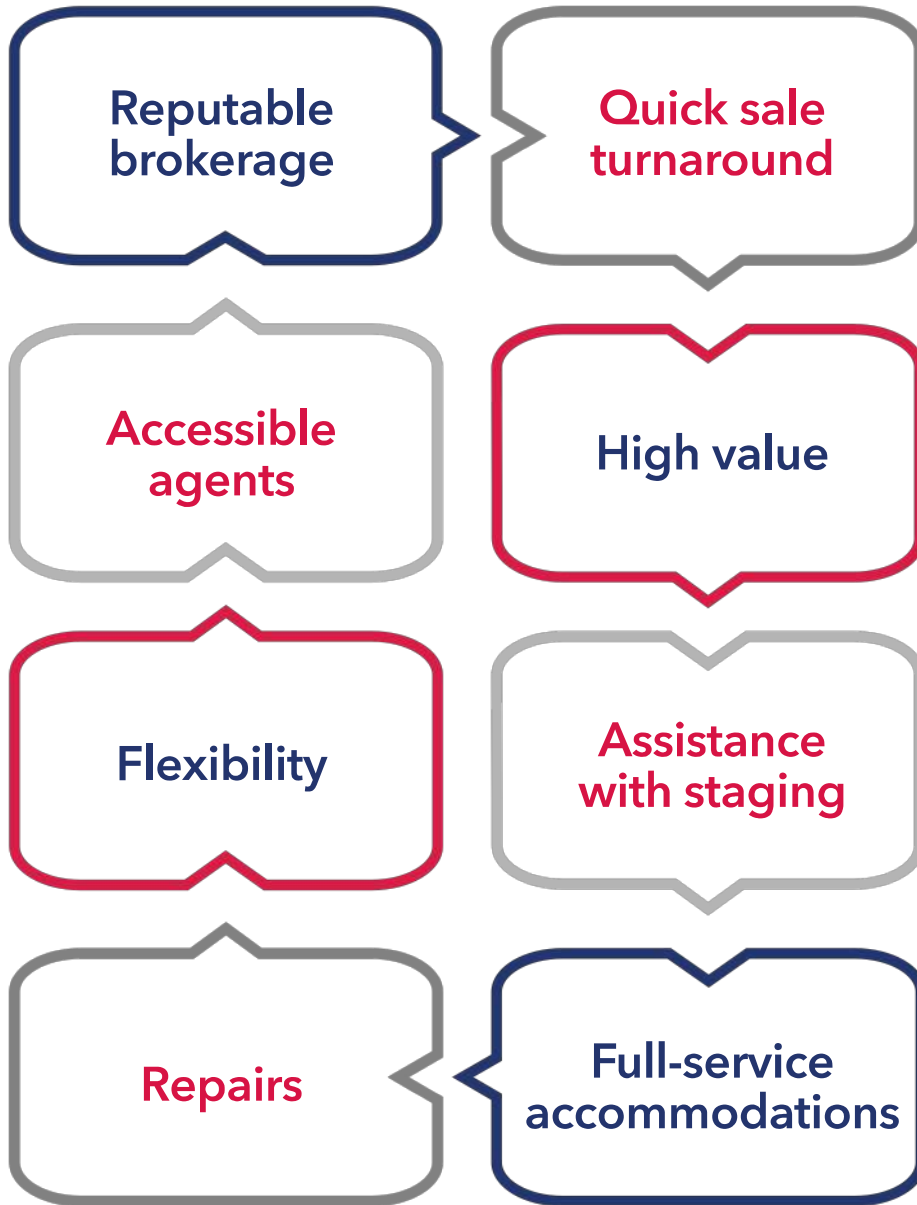 Reputable
brokerage
Quick sale
turnaround
Accessible
agents
High value
Flexibility
Assistance
with staging
Repairs
Full-service
accommodations